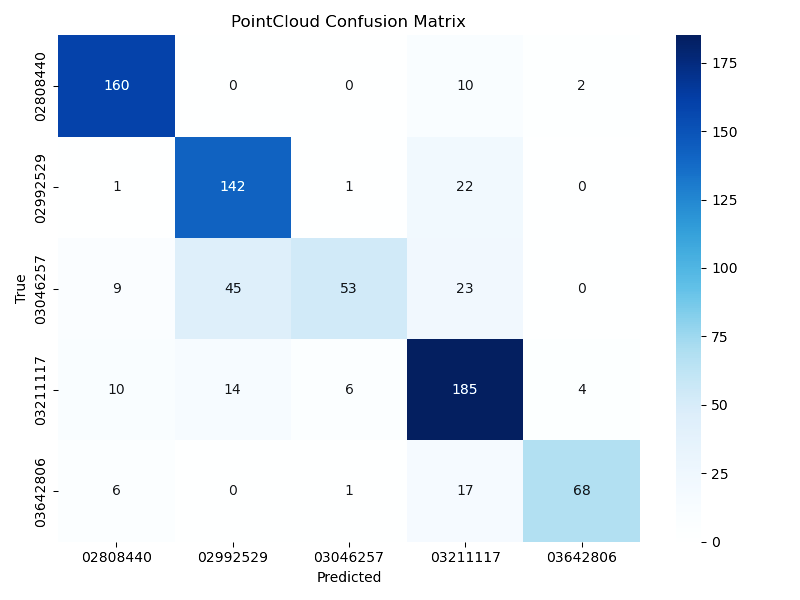 PointCloud Confusion Matrix
True
02808440
160 0 0 10 2
02992529
1 142 1 22 0
03046257
9 45 53 23 0
03211117
10 14 6 185 4
03642806
6 0 1 17 68
02808440 02992529 03046257 03211117 03642806
Predicted
175
150
125
100
75
50
25
0